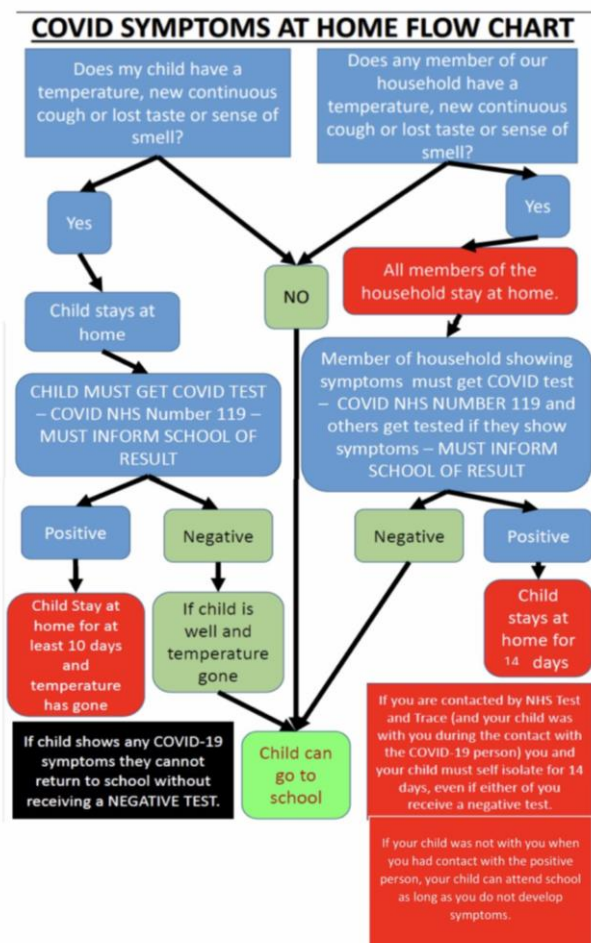 COVID SYMPTOMS AT HOME FLOW CHART
Does my child have a
temperature, new continuous
cough or lost taste or sense of
smell?
Does any member of our
household have a
temperature, new continuous
cough or lost taste or sense of
smell?
Yes
NO
Yes
Child stays at
home
All members of the
household stay at home.
CHILD MUST GET COVID TEST
– COVID NHS Number 119 –
MUST INFORM SCHOOL OF
RESULT
Member of household showing
symptoms must get COVID test
– COVID NHS NUMBER 119 and
others get tested if they show
symptoms – MUST INFORM
SCHOOL OF RESULT
Positive
Negative
Negative
Positive
Child Stay at
home for at
least 10 days
and
temperature
has gone
If child is
well and
temperature
gone
Child
stays at
home for
14 days
If child shows any COVID-19
symptoms they cannot
return to school without
receiving a NEGATIVE TEST.
Child can
go to
school
If you are contacted by NHS Test
and Trace (and your child was
with you during the contact with
the COVID-19 person) you and
your child must self isolate for 14
days, even if either of you
receive a negative test.
If your child was not with you when
you had contact with the positive
person, your child can attend school
as long as you do not develop
symptoms.